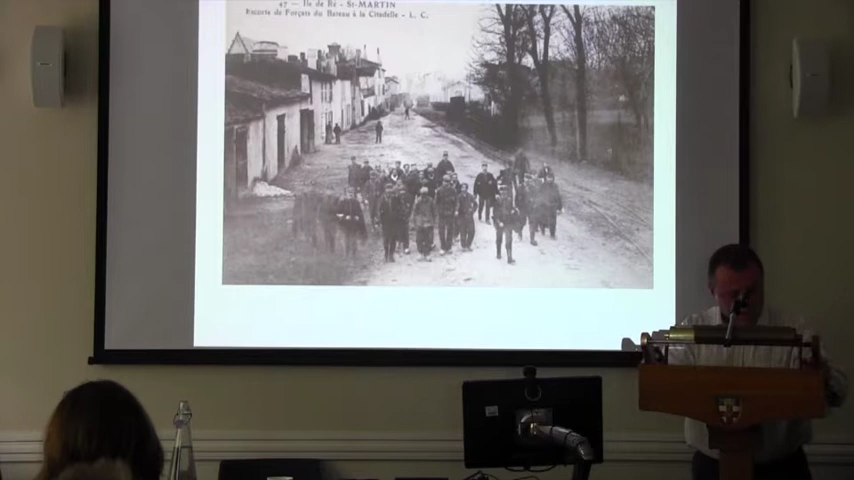 47 – Ile de Ré - St-MARTIN
Escorte de Forçats du Bateau à la Citadelle - L. C.